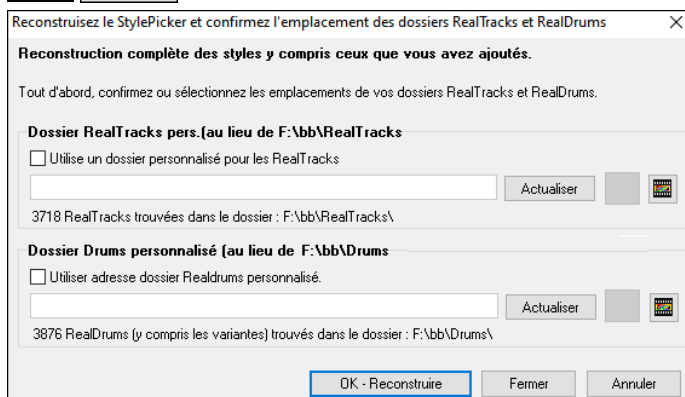 Reconstruisez le StylePicker et confirmez l'emplacement des dossiers RealTracks et RealDrums
Reconstruction complète des styles y compris ceux que vous avez ajoutés.
Tout d'abord, confirmez ou sélectionnez les emplacements de vos dossiers RealTracks et RealDrums.
Dossier RealTracks pers.(au lieu de F:\bb\RealTracks
Utilise un dossier personnalisé pour les RealTracks
Actualiser
3718 RealTracks trouvées dans le dossier : F:\bb\RealTracks\
Dossier Drums personnalisé (au lieu de F:\bb\Drums
Utiliser adresse dossier Realdrums personnalisé.
Actualiser
3876 RealDrums (y compris les variantes) trouvés dans le dossier : F:\bb\Drums\
OK - Reconstruire Fermer Annuler